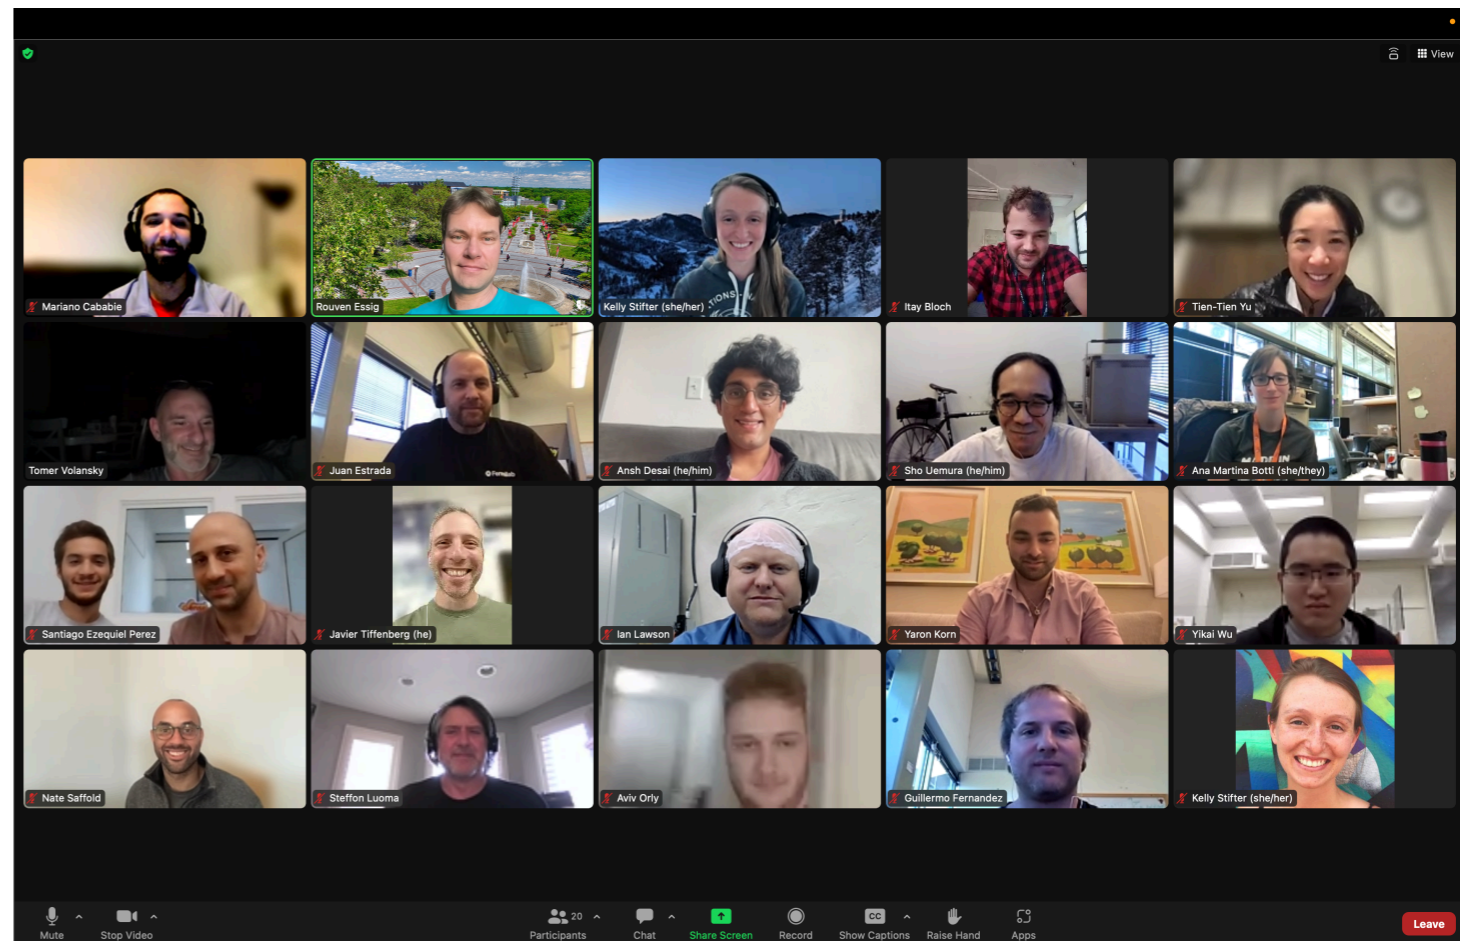 View
Mariano Cababie
Rouven Essig
Kelly Stifter (she/her)
Itay Bloch
Tien-Tien Yu
Tomer Volansky
Juan Estrada
Ansh Desai (he/him)
Sho Uemura (he/him)
Ana Martina Botti (she/they)
Santiago Ezequiel Perez
Javier Tiffenberg (he)
Ian Lawson
Yaron Korn
Yikai Wu
Nate Saffold
Steffon Luoma
Aviv Orly
Guillermo Fernandez
Kelly Stifter (she/her)
Mute
Stop Video
20
Participants
Chat
Share Screen
Record
CC
Show Captions
Raise Hand
Apps
Leave